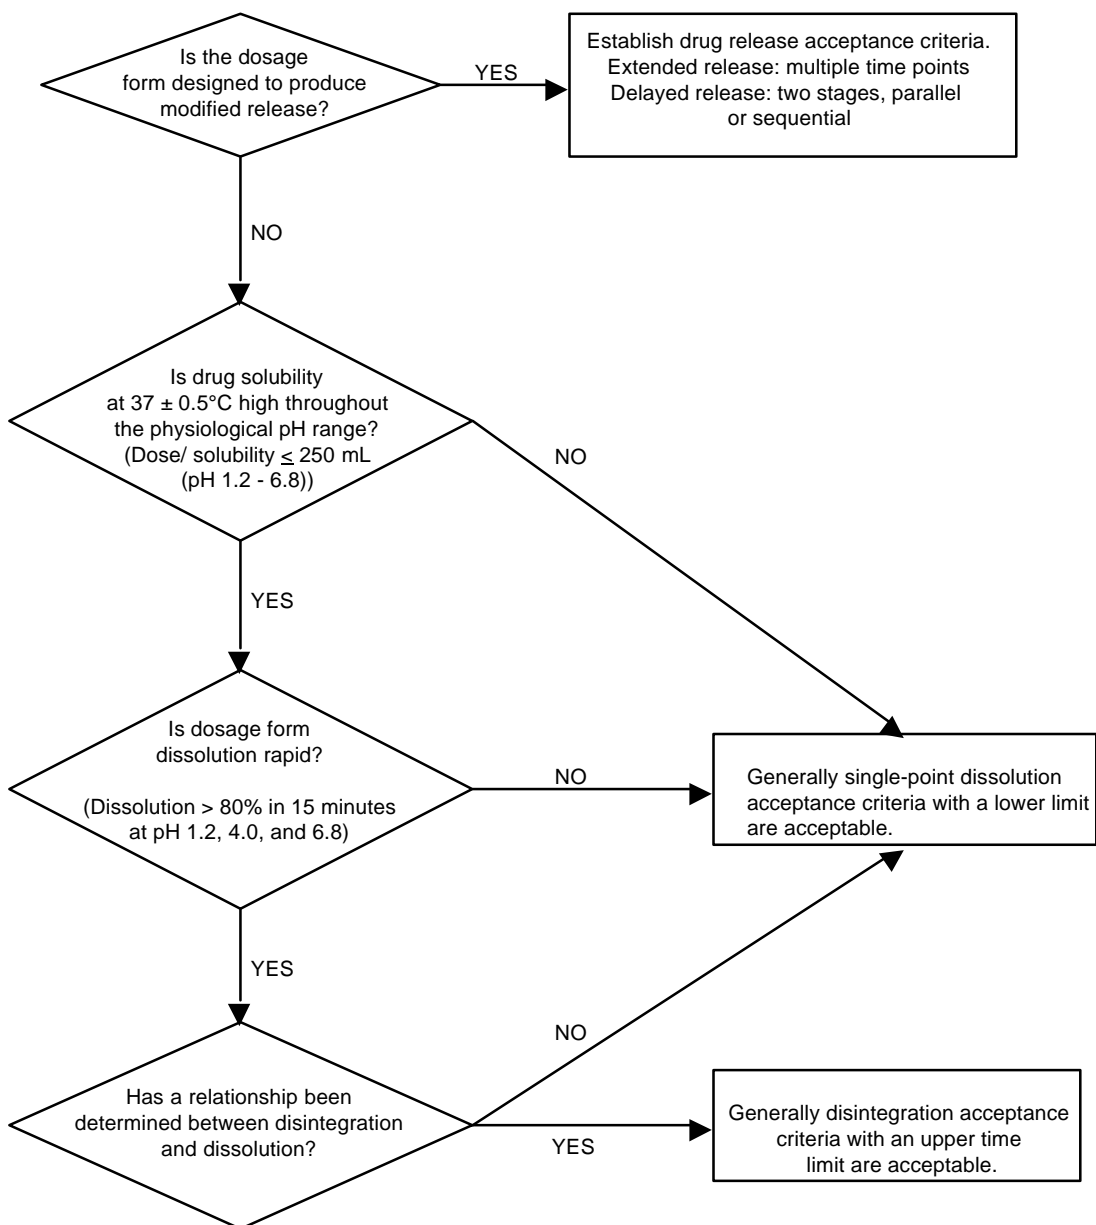 Is the dosage
form designed to produce
modified release?
YES
Establish drug release acceptance criteria.
Extended release: multiple time points
Delayed release: two stages, parallel
or sequential
NO
Is drug solubility
at 37 ± 0.5°C high throughout
the physiological pH range?
(Dose/ solubility ≤ 250 mL
(pH 1.2 - 6.8))
NO
YES
Is dosage form
dissolution rapid?
(Dissolution > 80% in 15 minutes
at pH 1.2, 4.0, and 6.8)
NO
Generally single-point dissolution
acceptance criteria with a lower limit
are acceptable.
YES
NO
Has a relationship been
determined between disintegration
and dissolution?
YES
Generally disintegration acceptance
criteria with an upper time
limit are acceptable.